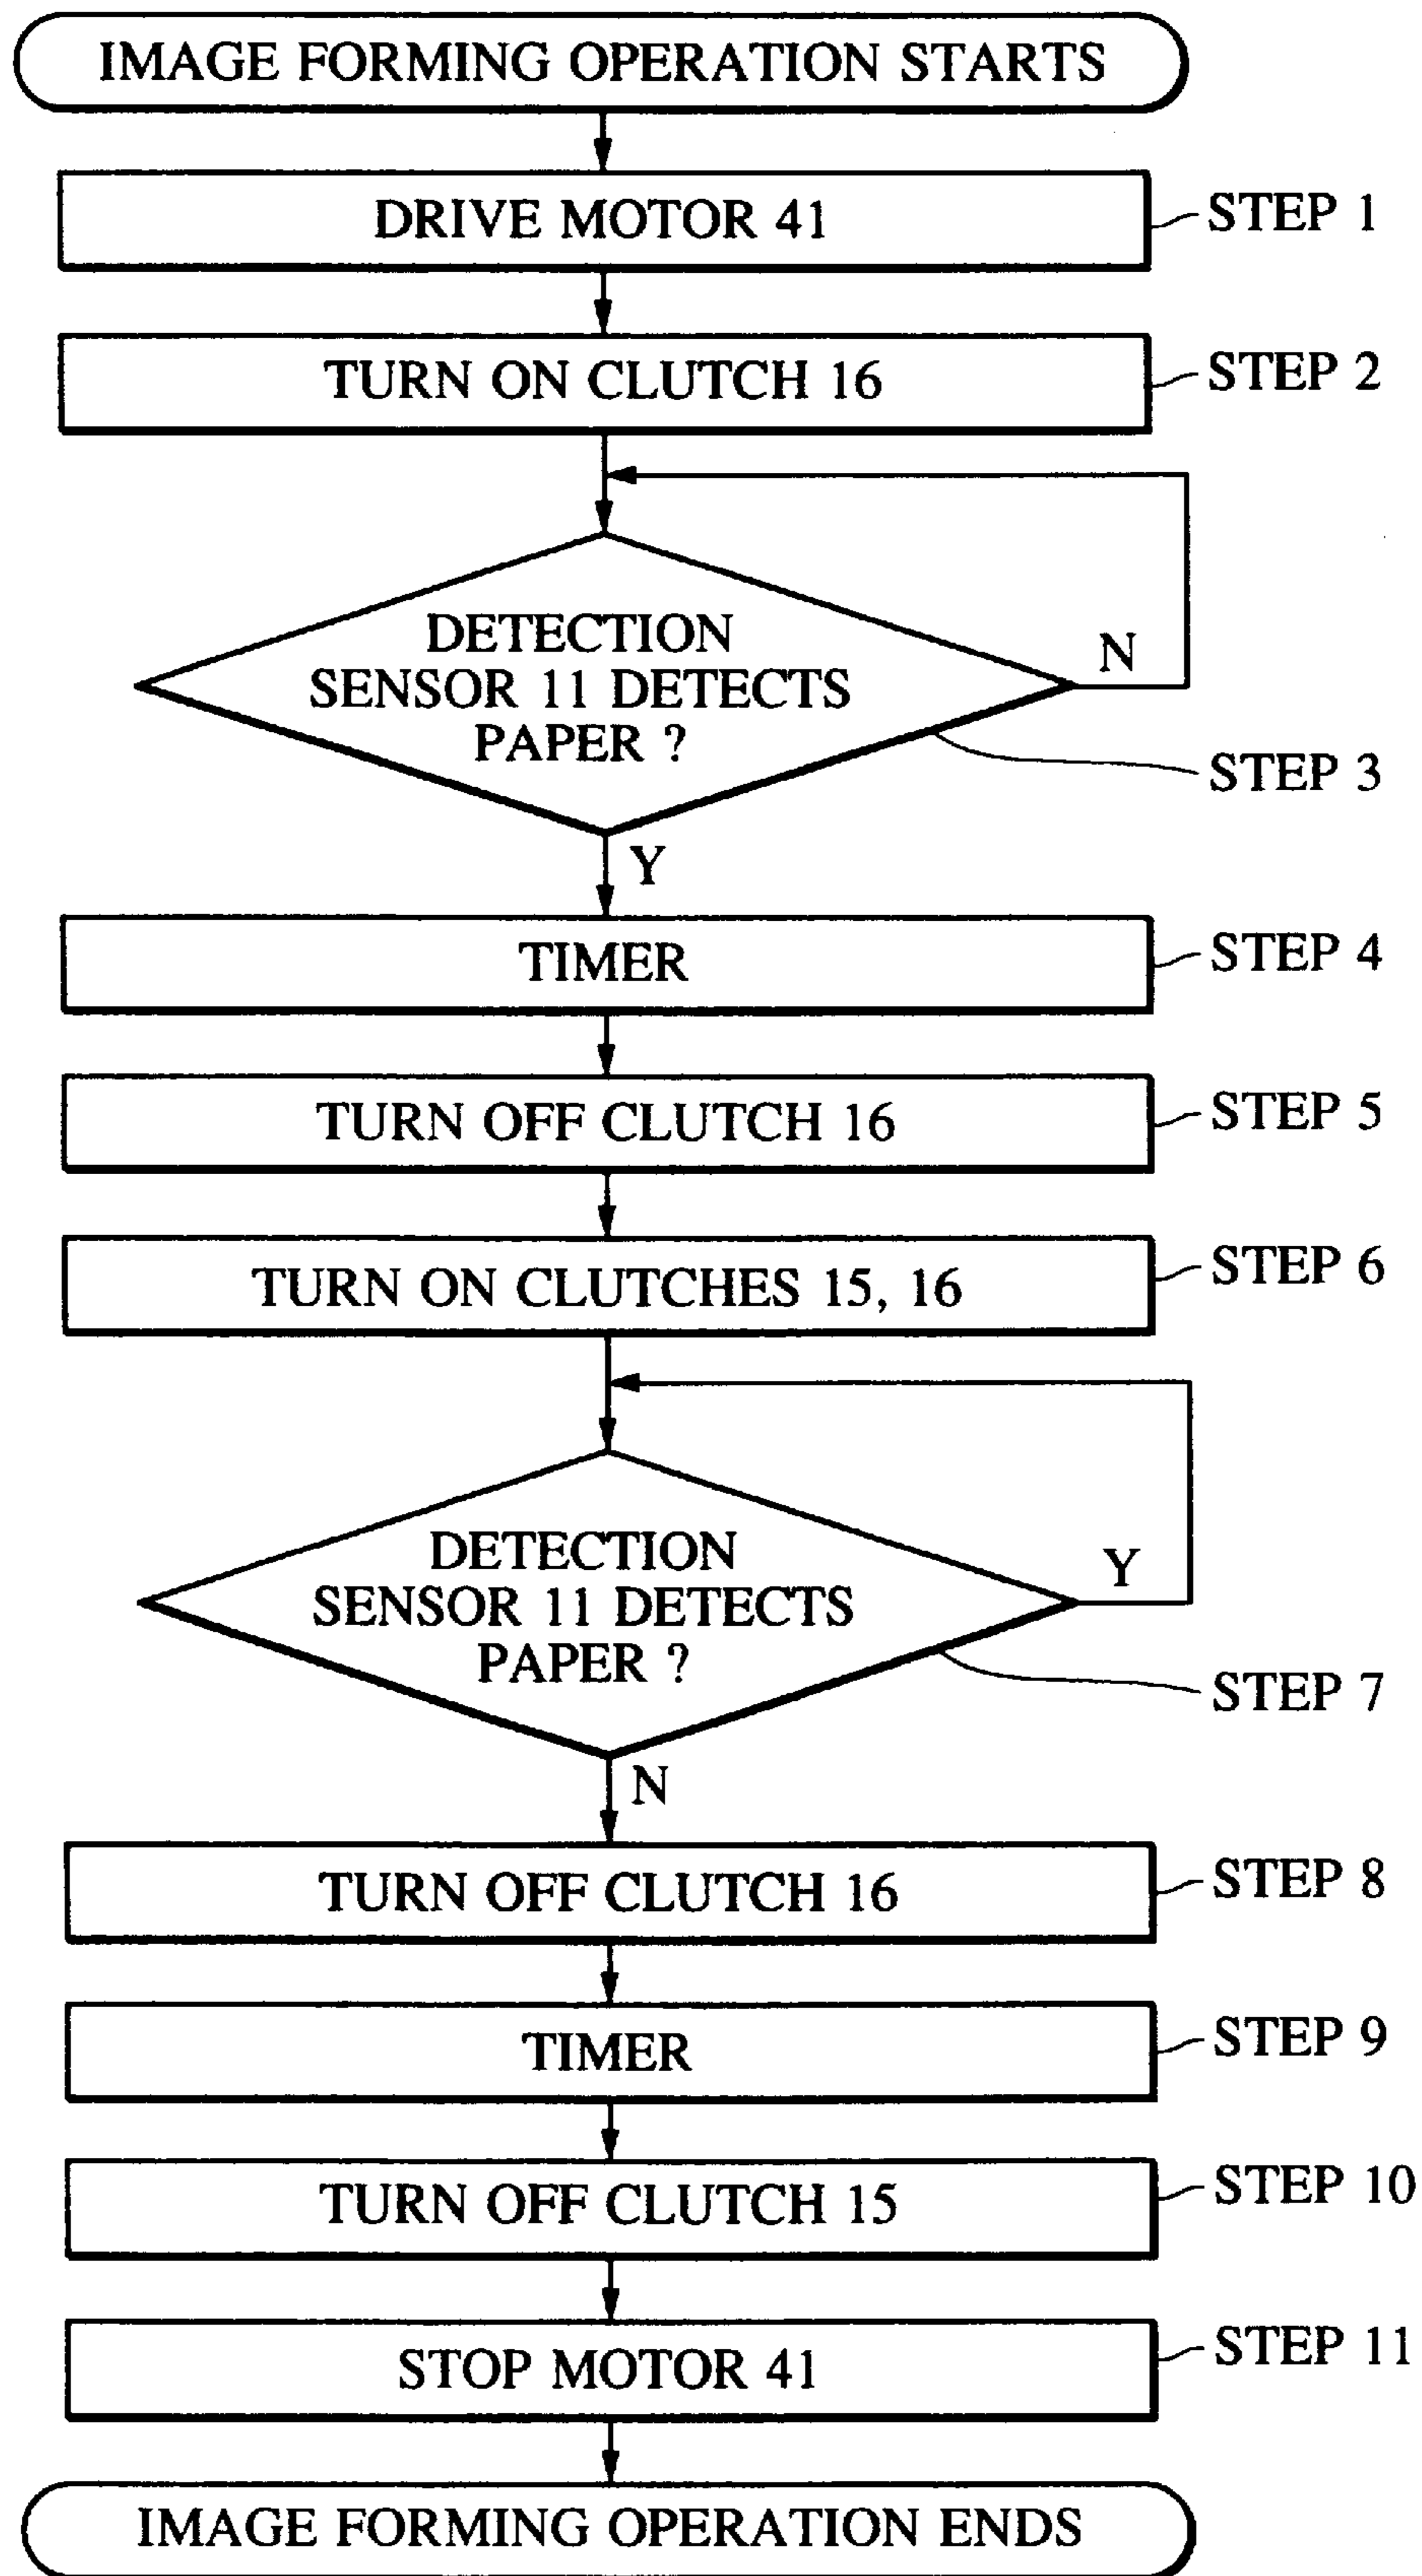 IMAGE FORMING OPERATION STARTS
DRIVE MOTOR 41
STEP 1
TURN ON CLUTCH 16
STEP 2
DETECTION
SENSOR 11 DETECTS
PAPER ?
N
STEP 3
Y
TIMER
STEP 4
TURN OFF CLUTCH 16
STEP 5
TURN ON CLUTCHES 15, 16
STEP 6
DETECTION
SENSOR 11 DETECTS
PAPER ?
Y
STEP 7
N
TURN OFF CLUTCH 16
STEP 8
TIMER
STEP 9
TURN OFF CLUTCH 15
STEP 10
STOP MOTOR 41
STEP 11
IMAGE FORMING OPERATION ENDS